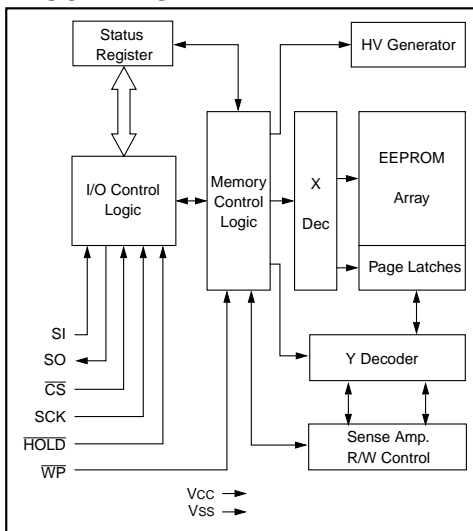 Status
Register
HV Generator
I/O Control
Logic
Memory
Control
Logic
X
Dec
EEPROM
Array
Page Latches
SI
SO
CS
SCK
HOLD
WP
Y Decoder
Sense Amp.
R/W Control
VCC
VSS